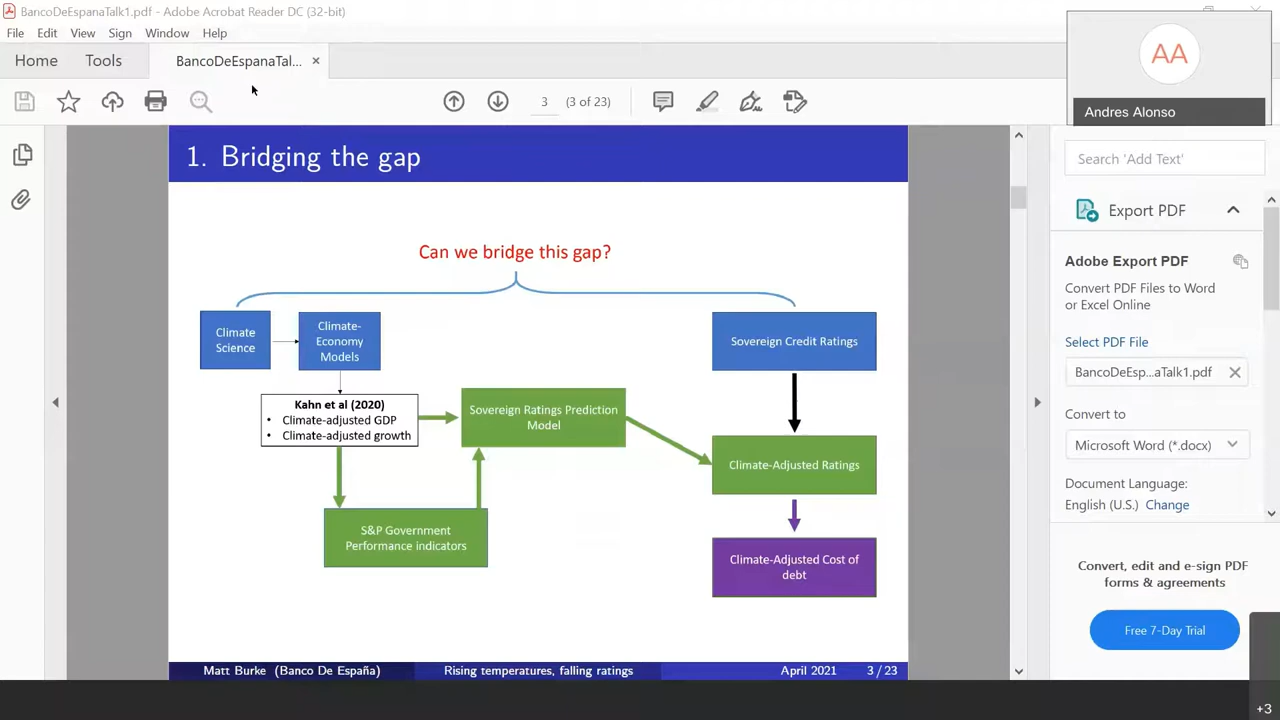 BancoDeEspanaTalk1.pdf - Adobe Acrobat Reader DC (32-bit)
File Edit View Sign Window Help
Home Tools BancoDeEspanaTal... ×
3 (3 of 23)
AA
Andres Alonso
1. Bridging the gap
Can we bridge this gap?
Climate
Science
Climate-
Economy
Models
Sovereign Credit Ratings
Kahn et al (2020)
• Climate-adjusted GDP
• Climate-adjusted growth
Sovereign Ratings Prediction
Model
Climate-Adjusted Ratings
S&P Government
Performance indicators
Climate-Adjusted Cost of
debt
Matt Burke (Banco De España) Rising temperatures, falling ratings April 2021 3 / 23
Search 'Add Text'
Export PDF
Adobe Export PDF
Convert PDF Files to Word
or Excel Online
Select PDF File
BancoDeEsp...aTalk1.pdf
Convert to
Microsoft Word (*.docx)
Document Language:
English (U.S.) Change
Convert, edit and e-sign PDF
forms & agreements
Free 7-Day Trial
+3